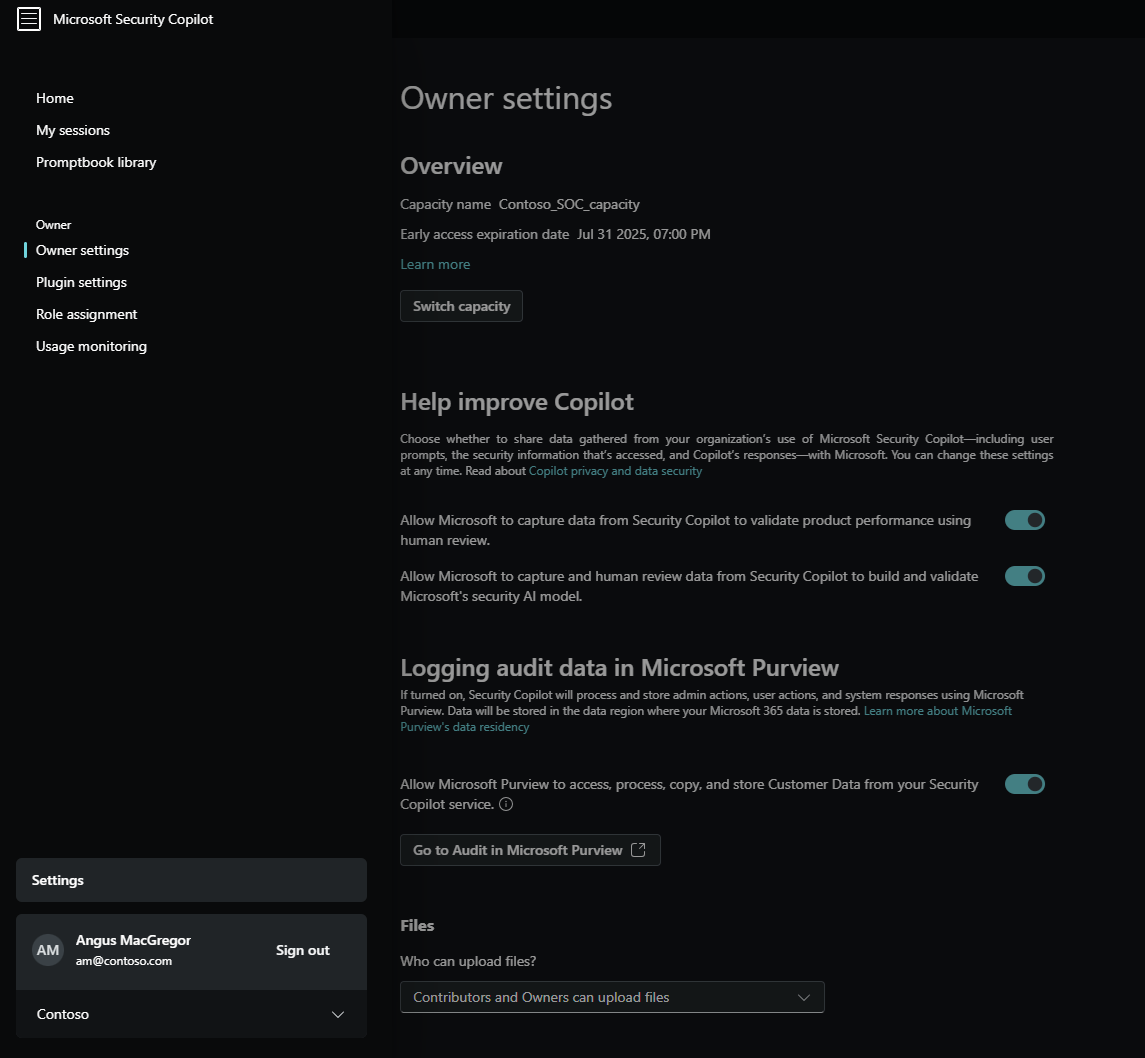 Microsoft Security Copilot
Home
My sessions
Promptbook library
Owner
Owner settings
Plugin settings
Role assignment
Usage monitoring
Settings
AM
Angus MacGregor
am@contoso.com
Sign out
Contoso
Owner settings
Overview
Capacity name Contoso_SOC_capacity
Early access expiration date Jul 31 2025, 07:00 PM
Learn more
Switch capacity
Help improve Copilot
Choose whether to share data gathered from your organization's use of Microsoft Security Copilot—including user
prompts, the security information that's accessed, and Copilot's responses—with Microsoft. You can change these settings
at any time. Read about Copilot privacy and data security
Allow Microsoft to capture data from Security Copilot to validate product performance using
human review.
Allow Microsoft to capture and human review data from Security Copilot to build and validate
Microsoft's security AI model.
Logging audit data in Microsoft Purview
If turned on, Security Copilot will process and store admin actions, user actions, and system responses using Microsoft
Purview. Data will be stored in the data region where your Microsoft 365 data is stored. Learn more about Microsoft
Purview's data residency
Allow Microsoft Purview to access, process, copy, and store Customer Data from your Security
Copilot service.
Go to Audit in Microsoft Purview
Files
Who can upload files?
Contributors and Owners can upload files